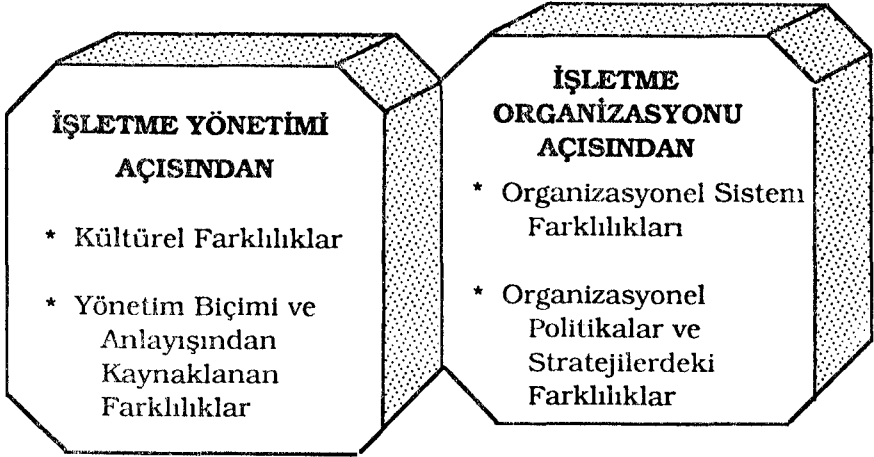 İŞLETME YÖNETİMİ
AÇISINDAN
* Kültürel Farklılıklar
* Yönetim Biçimi ve
Anlayışından
Kaynaklanan
Farklılıklar
İŞLETME
ORGANİZASYONU
AÇISINDAN
* Organizasyonel Sistem
Farklılıkları
* Organizasyonel
Politikalar ve
Stratejilerdeki
Farklılıklar